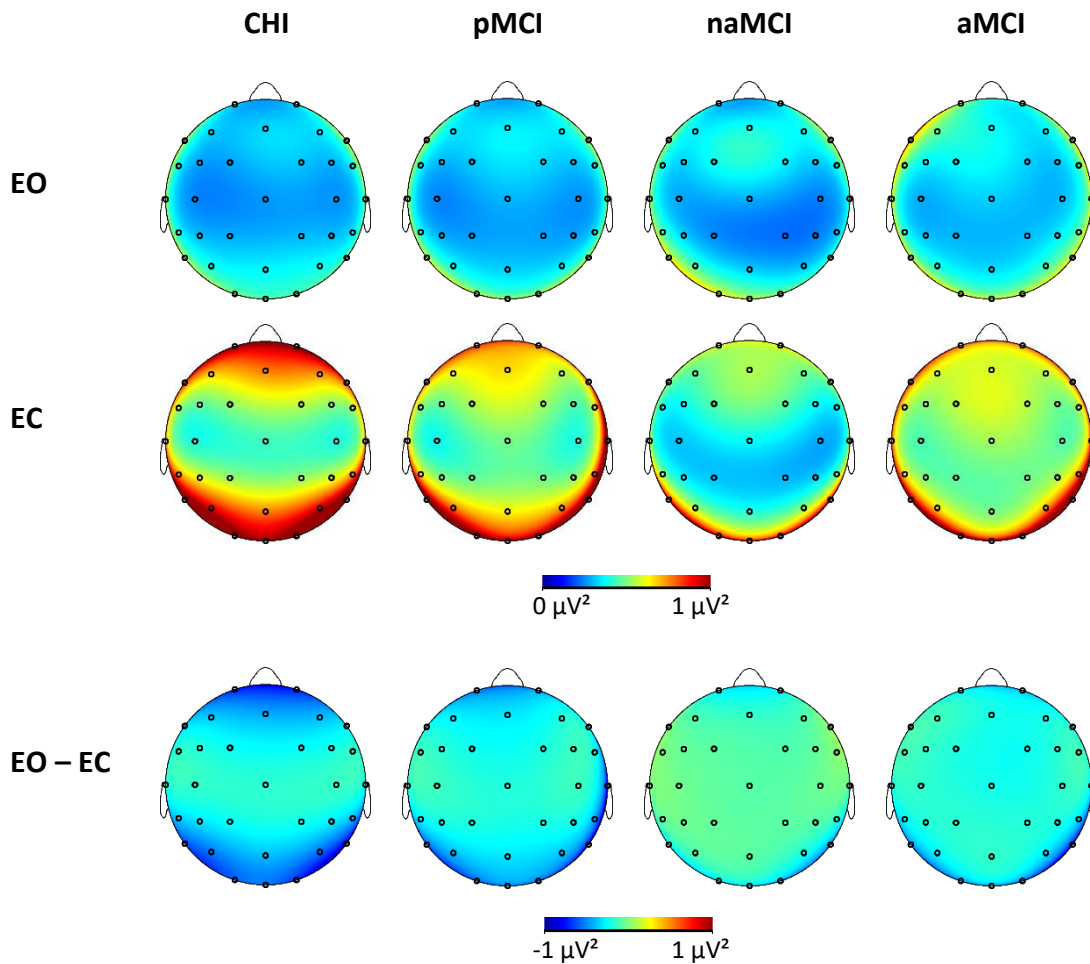 CHI pMCI naMCI aMCI
EO
EC
0 µV² 1 µV²
EO – EC
-1 µV² 1 µV²